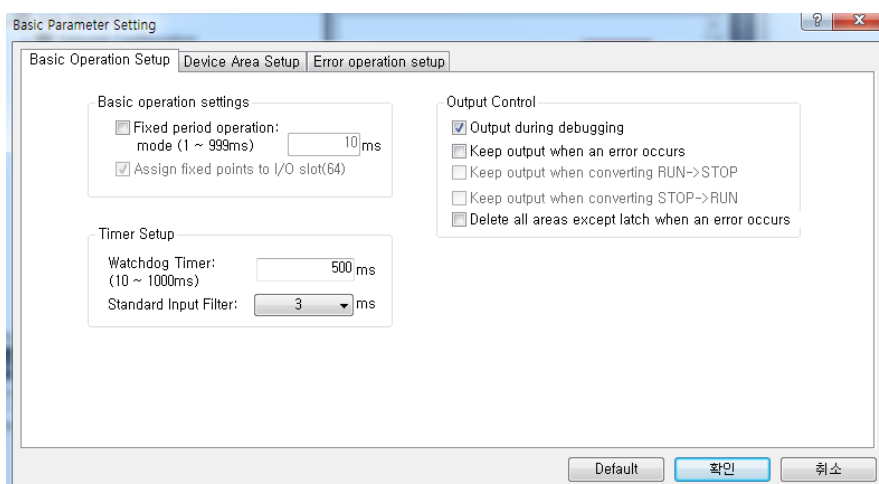 Basic Parameter Setting
?
Basic Operation Setup
Device Area Setup
Error operation setup
Basic operation settings
Fixed period operation:
mode (1 ~ 999ms)
10 ms
Assign fixed points to I/O slot(64)
Timer Setup
Watchdog Timer:
(10 ~ 1000ms)
500 ms
Standard Input Filter:
3
ms
Output Control
Output during debugging
Keep output when an error occurs
Keep output when converting RUN->STOP
Keep output when converting STOP->RUN
Delete all areas except latch when an error occurs
Default
확인
취소